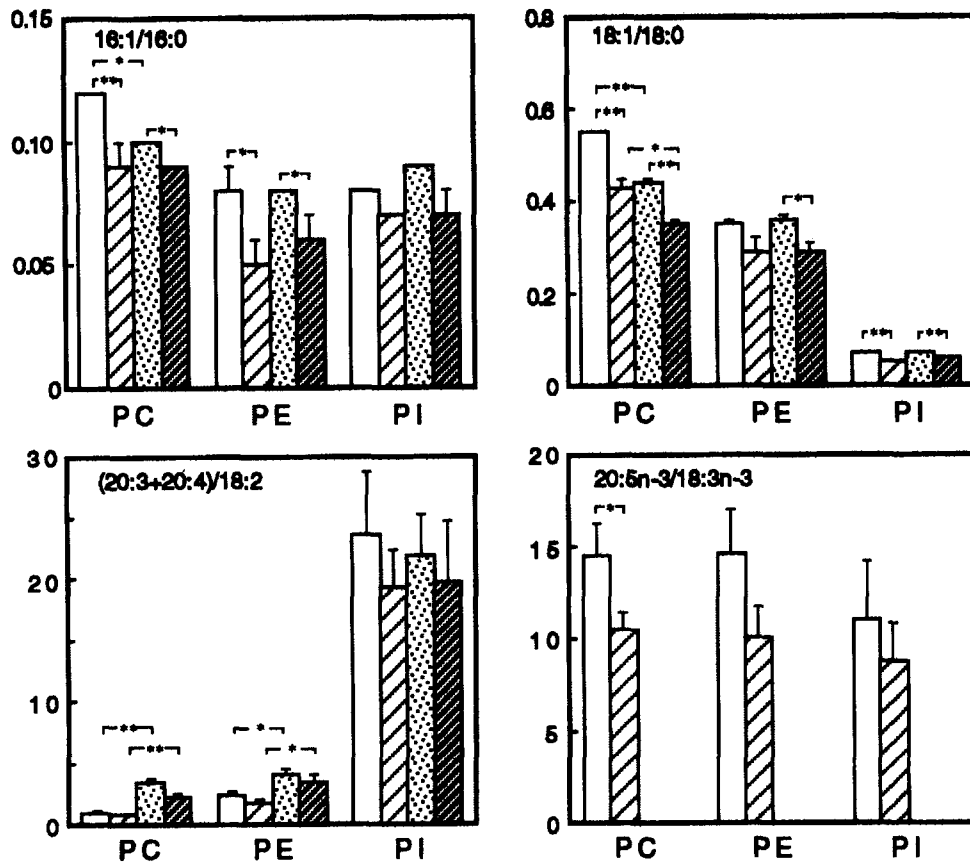 16:1/16:0
0.15
0.10
0.05
0
* ** * * *
PC PE PI
18:1/18:0
0.8
0.6
0.4
0.2
0
** ** * ** * ** **
PC PE PI
(20:3+20:4)/18:2
30
20
10
0
** ** * *
PC PE PI
20:5n-3/18:3n-3
20
15
10
5
0
*
PC PE PI